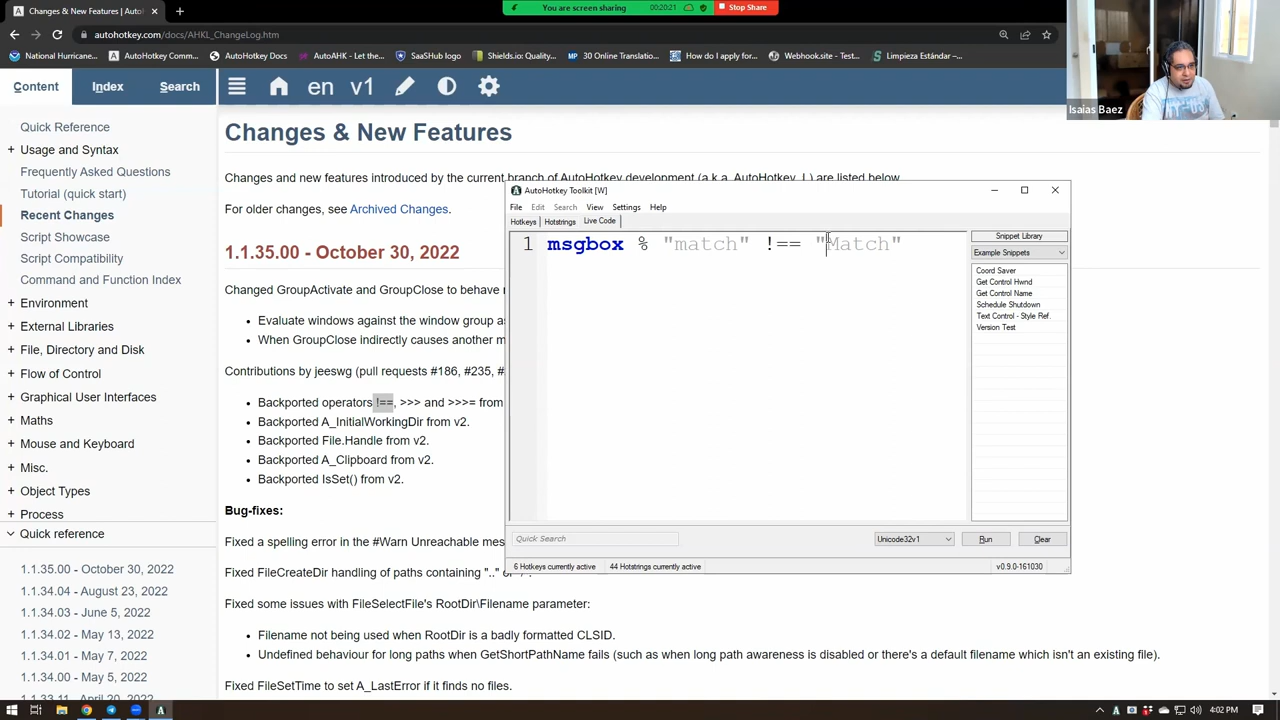 Changes & New Features | AutoHot
You are screen sharing
00:20:21
Stop Share
autohotkey.com/docs/AHKL_ChangeLog.htm
National Hurricane...
AutoHotkey Comm...
AutoAHK - Let the...
SaaSHub logo
Shields.io: Quality...
30 Online Translatio...
How do I apply for...
Webhook.site - Test...
Limpieza Estándar –...
Isaias Baez
Content
Index
Search
en
v1
Quick Reference
Usage and Syntax
Frequently Asked Questions
Tutorial (quick start)
Recent Changes
Script Showcase
Script Compatibility
Command and Function Index
Environment
External Libraries
File, Directory and Disk
Flow of Control
Graphical User Interfaces
Maths
Mouse and Keyboard
Misc.
Object Types
Process
Quick reference
1.1.35.00 - October 30, 2022
1.1.34.04 - August 23, 2022
1.1.34.03 - June 5, 2022
1.1.34.02 - May 13, 2022
1.1.34.01 - May 7, 2022
1.1.34.00 - May 5, 2022
1.1.33.11 - April 20, 2022
Changes & New Features
Changes and new features introduced by the current branch of AutoHotkey development (a.k.a. AutoHotkey_L) are listed below.
For older changes, see Archived Changes.
1.1.35.00 - October 30, 2022
Changed GroupActivate and GroupClose to behave
Evaluate windows against the window group as
When GroupClose indirectly causes another
Contributions by jeeswg (pull requests #186, #235, #
Backported operators !==, >>> and >>>= from
Backported A_InitialWorkingDir from v2.
Backported File.Handle from v2.
Backported A_Clipboard from v2.
Backported IsSet() from v2.
Bug-fixes:
Fixed a spelling error in the #Warn Unreachable
Fixed FileCreateDir handling of paths containing ".." or
Fixed some issues with FileSelectFile's RootDir\Filename parameter:
Filename not being used when RootDir is a badly formatted CLSID.
Undefined behaviour for long paths when GetShortPathName fails (such as when long path awareness is disabled or there's a default filename which isn't an existing file).
Fixed FileSetTime to set A_LastError if it finds no files.
AutoHotkey Toolkit [W]
File Edit Search View Settings Help
Hotkeys Hotstrings Live Code
1 msgbox % "match" !== "Match"
Snippet Library
Example Snippets
Coord Saver
Get Control Hwnd
Get Control Name
Schedule Shutdown
Text Control - Style Ref.
Version Test
Quick Search
Unicode32v1
Run
Clear
6 Hotkeys currently active
44 Hotstrings currently active
v0.9.0-161030
4:02 PM